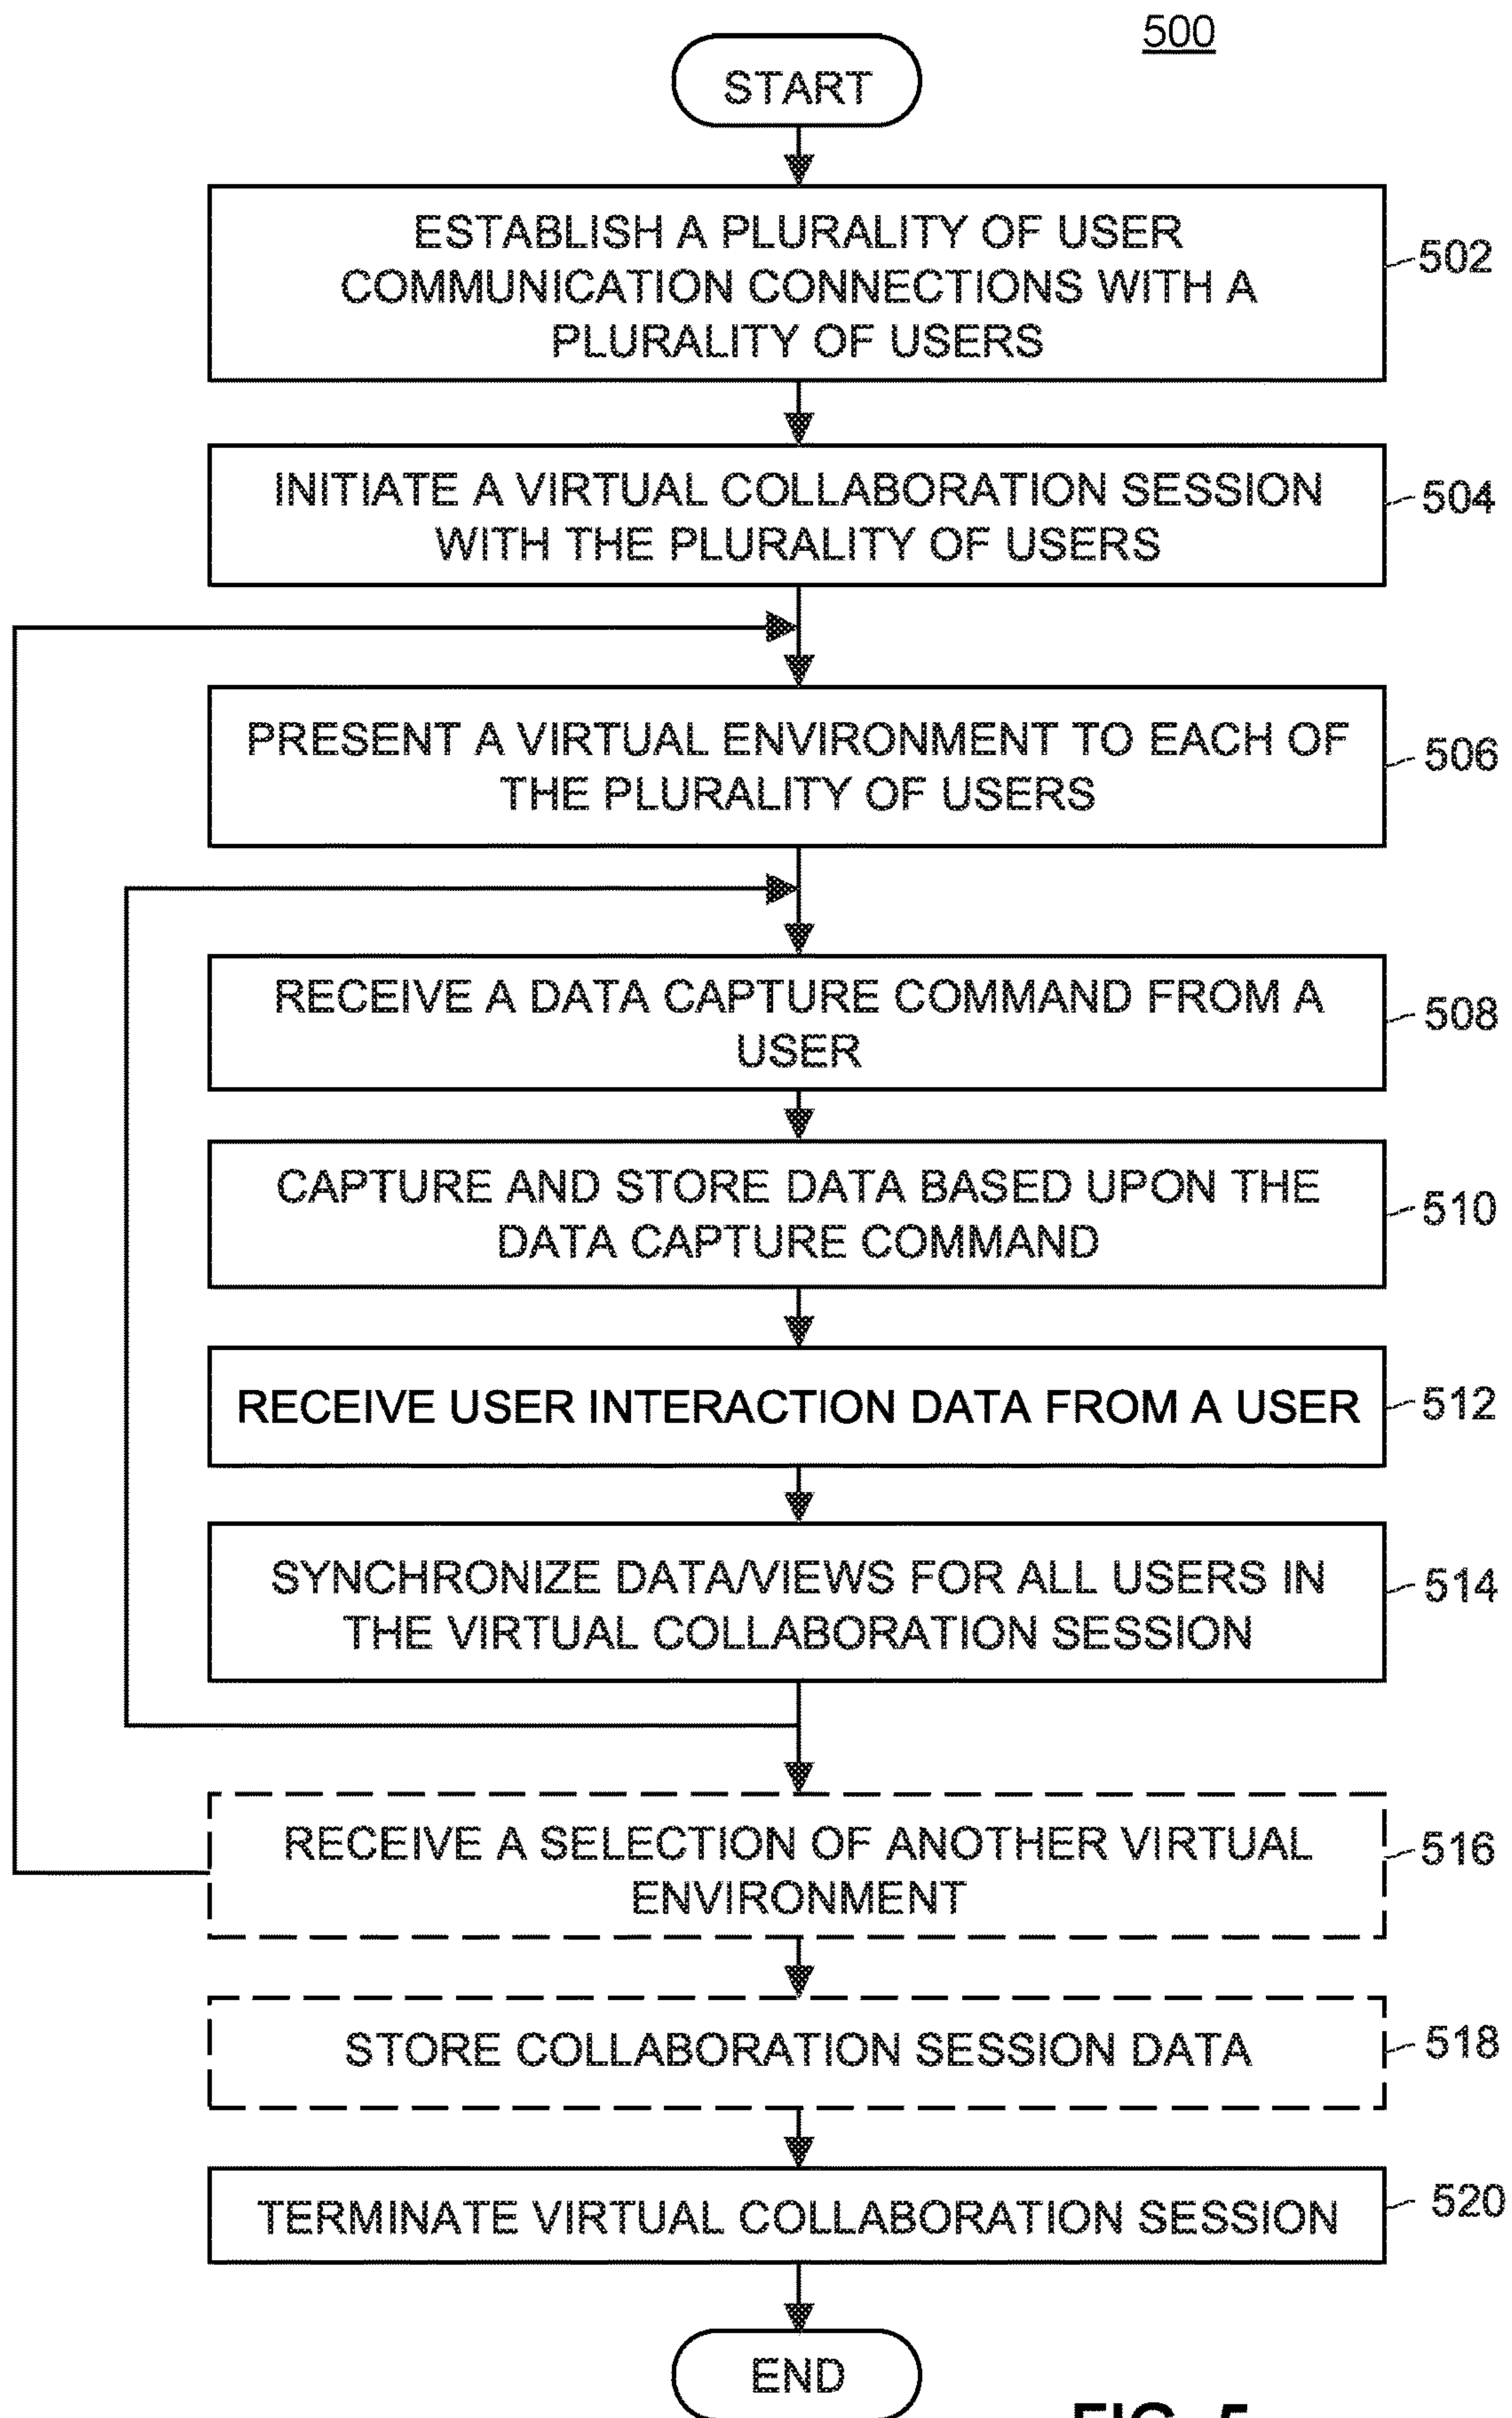 500
START
ESTABLISH A PLURALITY OF USER
COMMUNICATION CONNECTIONS WITH A
PLURALITY OF USERS
502
INITIATE A VIRTUAL COLLABORATION SESSION
WITH THE PLURALITY OF USERS
504
PRESENT A VIRTUAL ENVIRONMENT TO EACH OF
THE PLURALITY OF USERS
506
RECEIVE A DATA CAPTURE COMMAND FROM A
USER
508
CAPTURE AND STORE DATA BASED UPON THE
DATA CAPTURE COMMAND
510
RECEIVE USER INTERACTION DATA FROM A USER
512
SYNCHRONIZE DATA/VIEWS FOR ALL USERS IN
THE VIRTUAL COLLABORATION SESSION
514
RECEIVE A SELECTION OF ANOTHER VIRTUAL
ENVIRONMENT
516
STORE COLLABORATION SESSION DATA
518
TERMINATE VIRTUAL COLLABORATION SESSION
520
END
FIG. 5